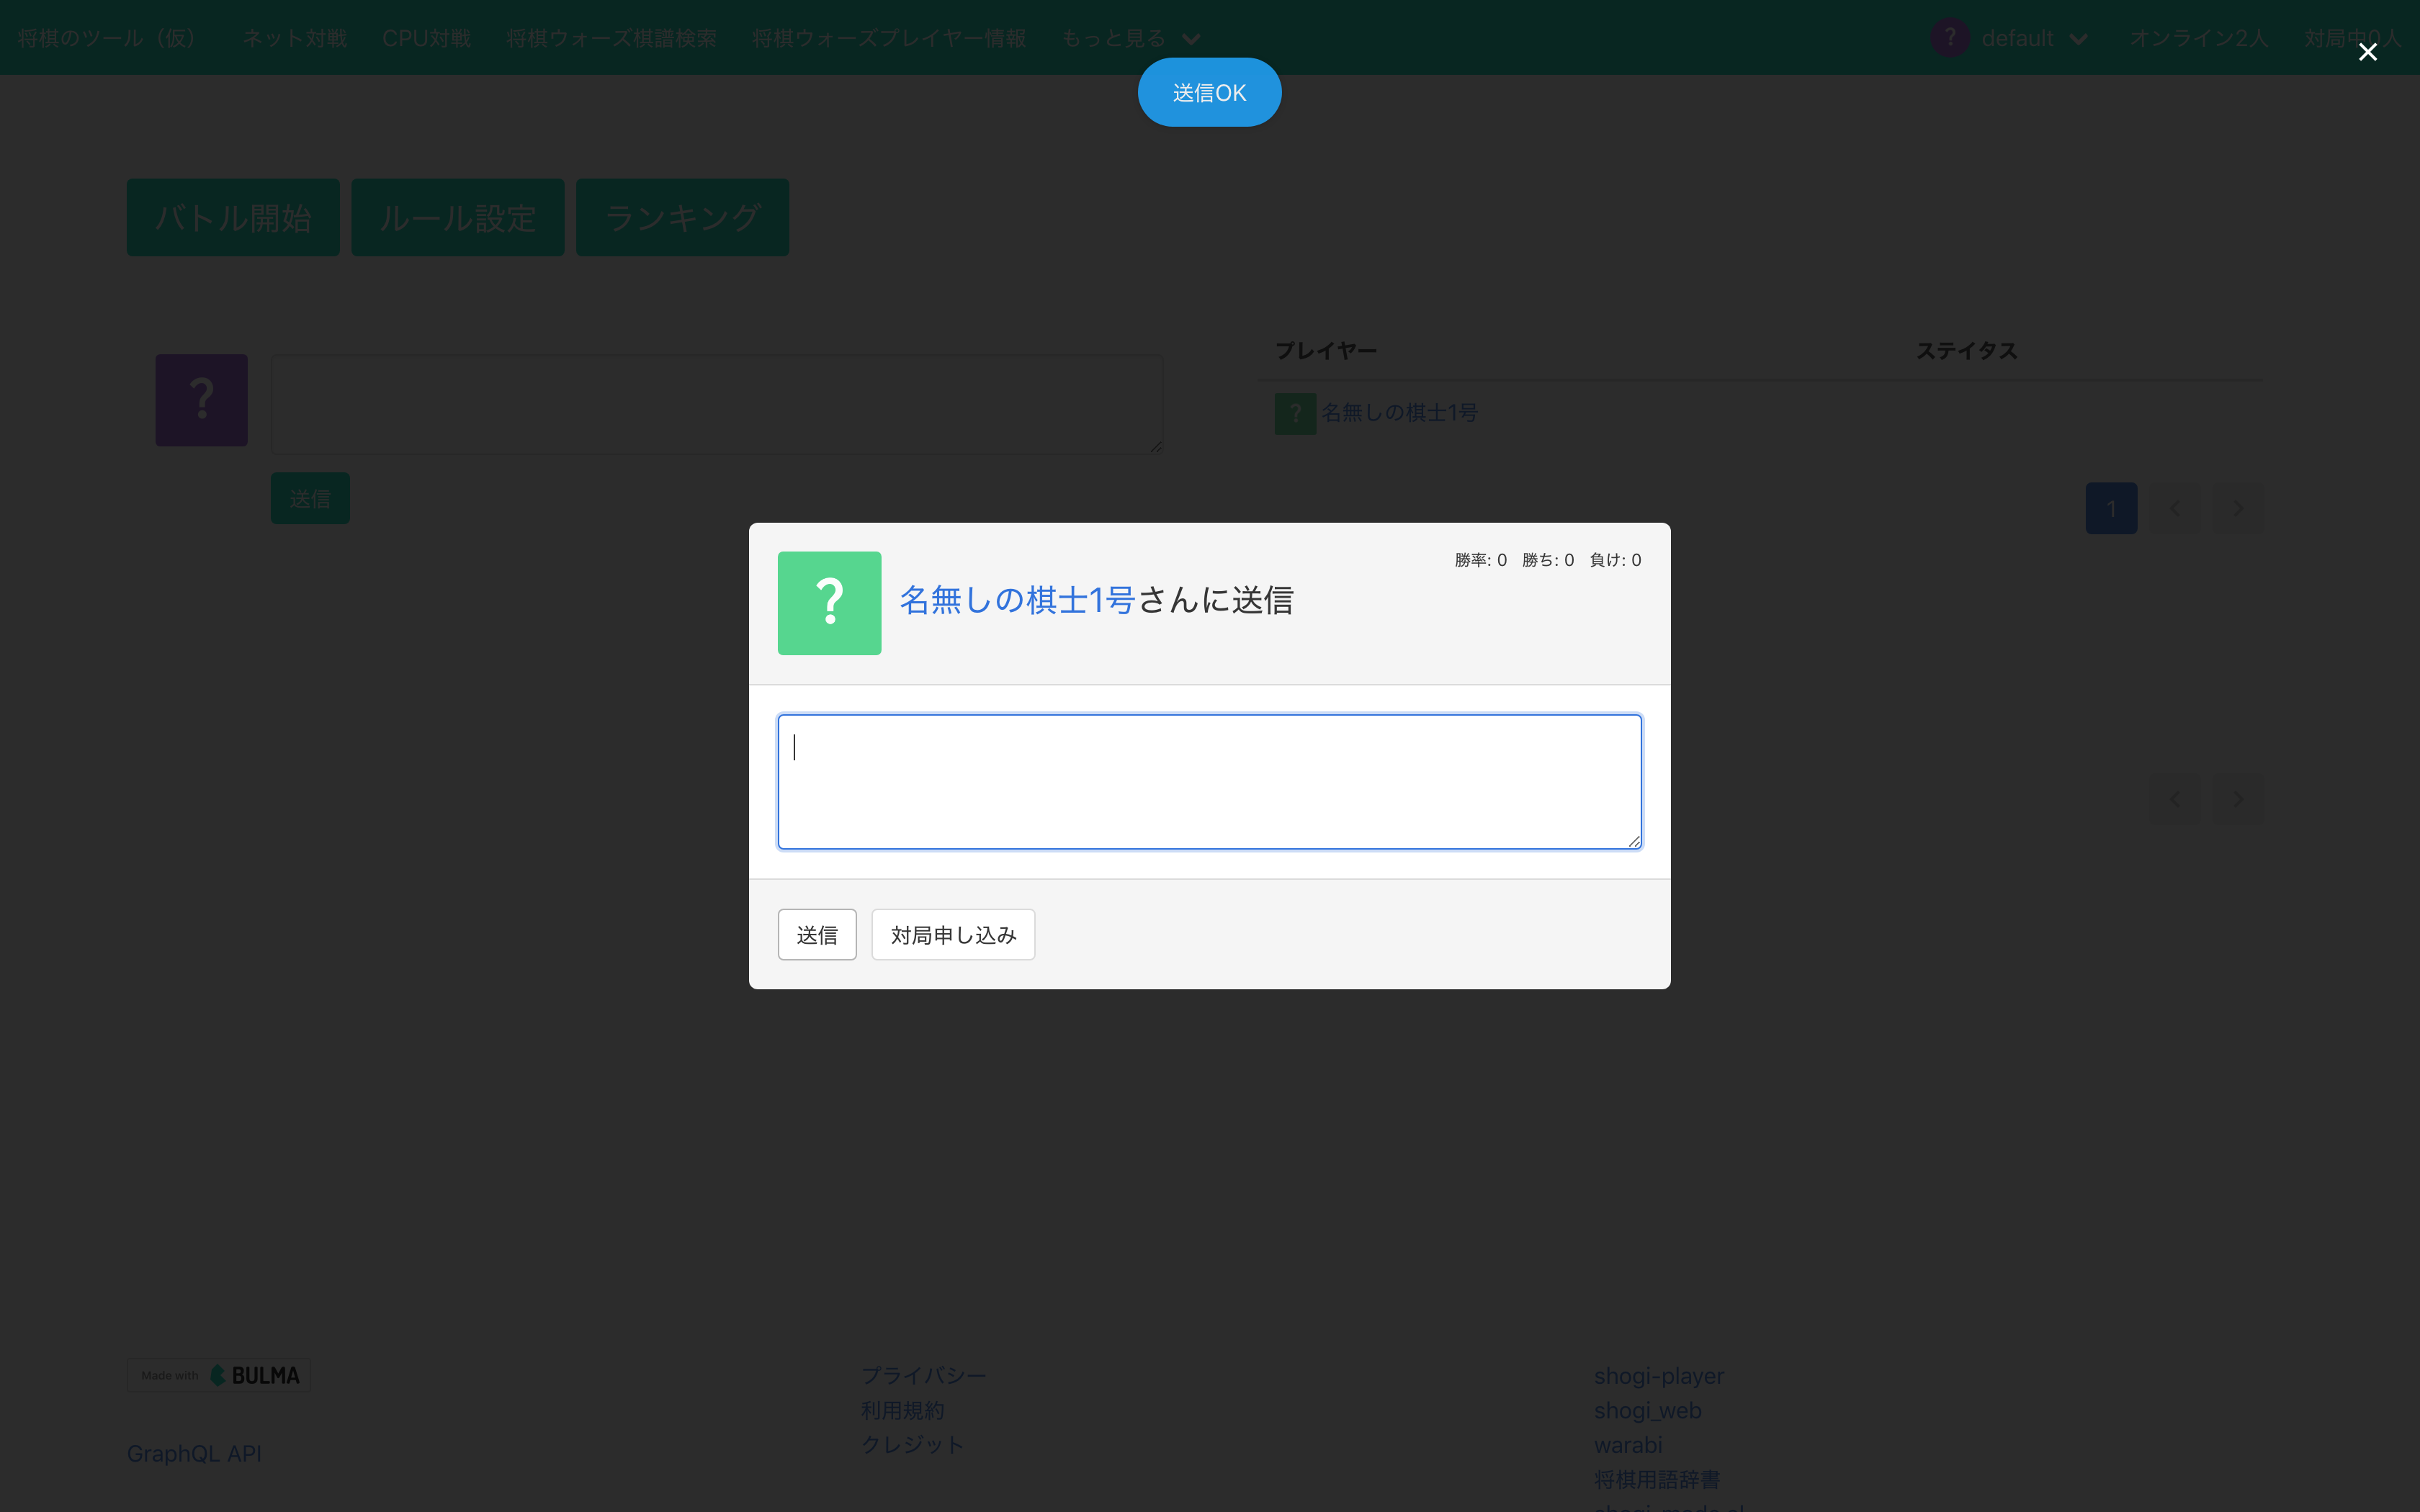 将棋のツール（仮） ネット対戦 CPU対戦 将棋ウォーズ棋譜検索 将棋ウォーズプレイヤー情報 もっと見る ? default オンライン2人 対局中0人
送信OK
バトル開始 ルール設定 ランキング
プレイヤー ステイタス
?
? 名無しの棋士1号
送信
1
勝率: 0 勝ち: 0 負け: 0
?
名無しの棋士1号さんに送信
送信 対局申し込み
Made with BULMA
GraphQL API
プライバシー
利用規約
クレジット
shogi-player
shogi_web
warabi
将棋用語辞書